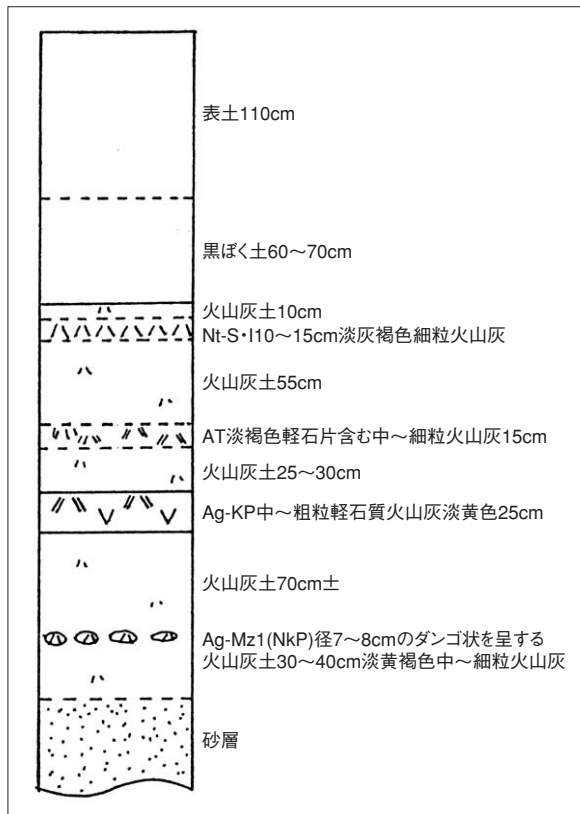 表土110cm
黒ぼく土60～70cm
火山灰土10cm
Nt-S・I10～15cm淡灰褐色細粒火山灰
火山灰土55cm
AT淡褐色軽石片含む中～細粒火山灰15cm
火山灰土25～30cm
Ag-KP中～粗粒軽石質火山灰淡黄色25cm
火山灰土70cm±
Ag-Mz1(NkP)径7～8cmのダンゴ状を呈する
火山灰土30～40cm淡黄褐色中～細粒火山灰
砂層